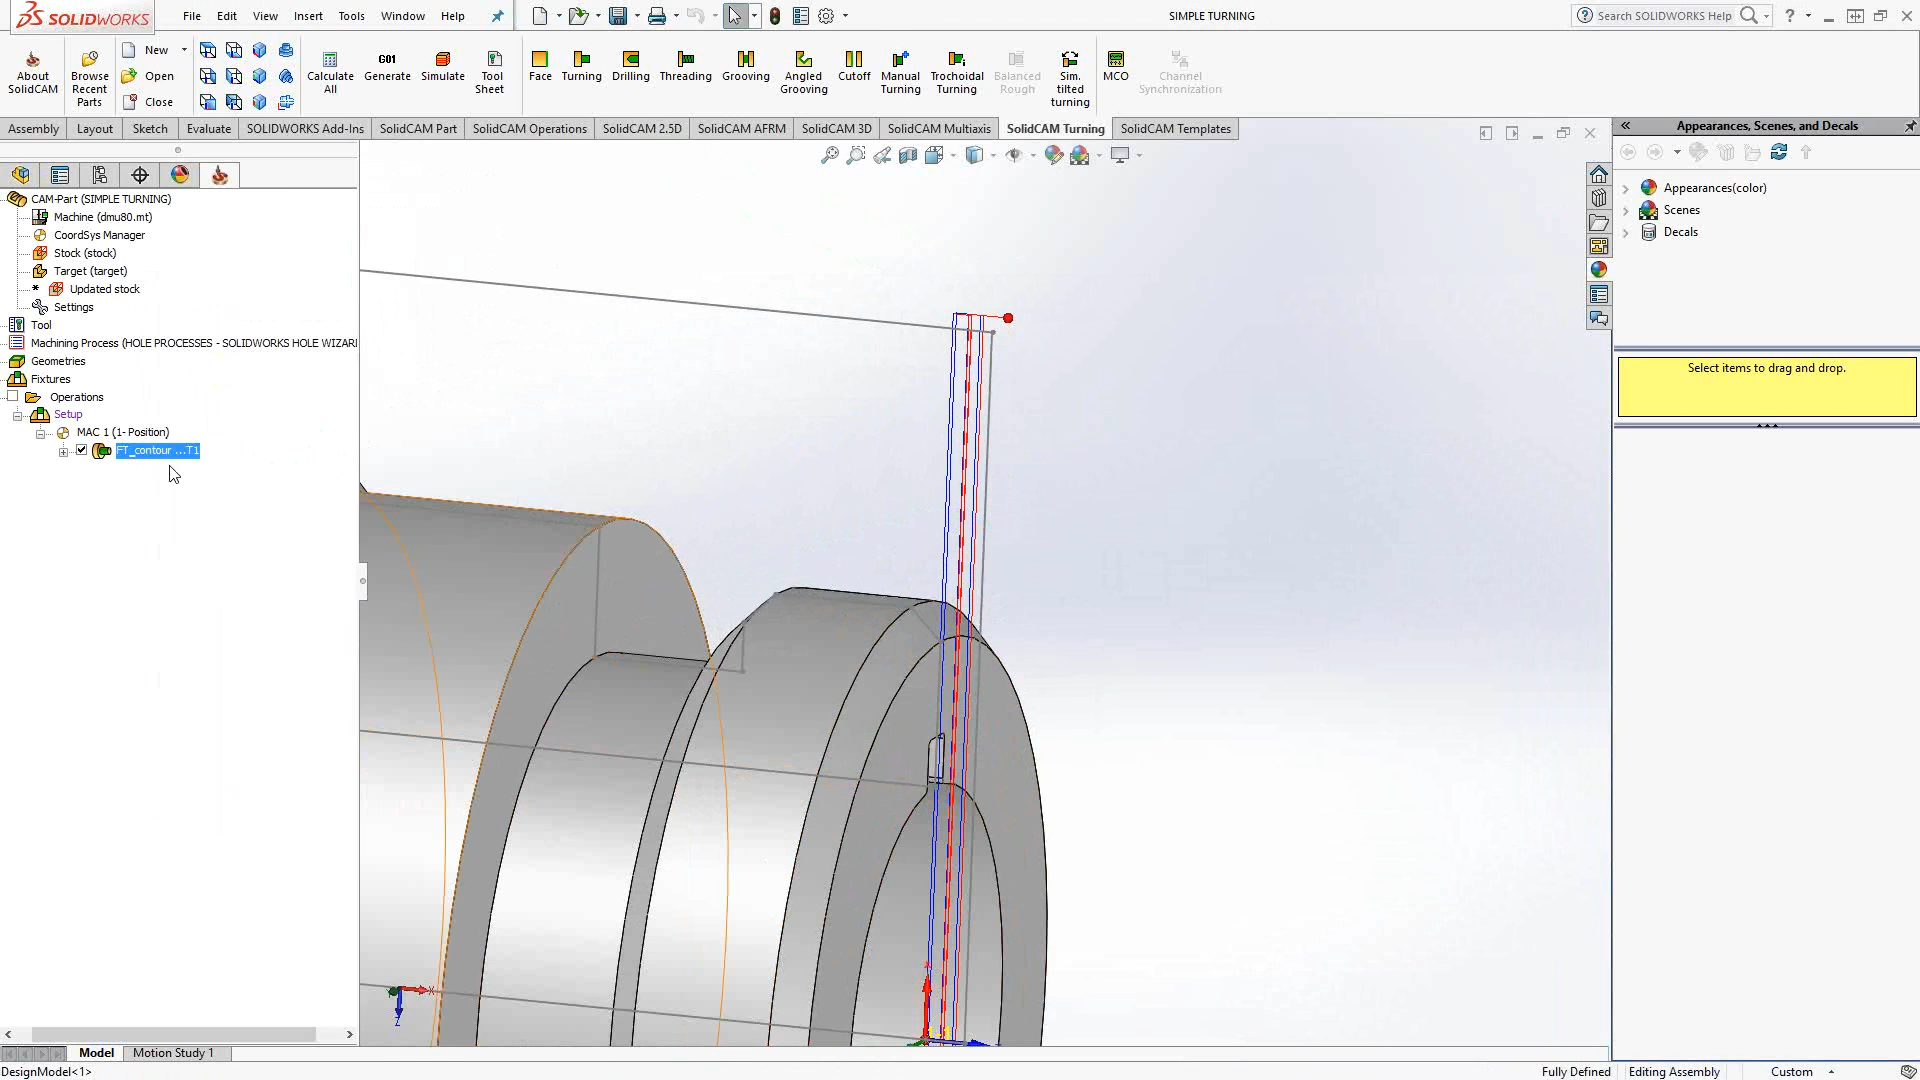 SOLIDWORKS File Edit View Insert Tools Window Help SIMPLE TURNING Search SOLIDWORKS Help
About SolidCAM
Browse Recent Parts
New
Open
Close
Calculate All
G01 Generate
Simulate
Tool Sheet
Face
Turning
Drilling
Threading
Grooving
Angled Grooving
Cutoff
Manual Turning
Trochoidal Turning
Balanced Rough
Sim. tilted turning
MCO
Channel Synchronization
Assembly Layout Sketch Evaluate SOLIDWORKS Add-Ins SolidCAM Part SolidCAM Operations SolidCAM 2.5D SolidCAM AFRM SolidCAM 3D SolidCAM Multiaxis SolidCAM Turning SolidCAM Templates
CAM-Part (SIMPLE TURNING)
Machine (dmu80.mt)
CoordSys Manager
Stock (stock)
Target (target)
* Updated stock
Settings
Tool
Machining Process (HOLE PROCESSES - SOLIDWORKS HOLE WIZARI
Geometries
Fixtures
Operations
Setup
MAC 1 (1- Position)
FT_contour ...T1
X
Z
Appearances, Scenes, and Decals
Appearances(color)
Scenes
Decals
Select items to drag and drop.
Model Motion Study 1
DesignModel<1> Fully Defined Editing Assembly Custom